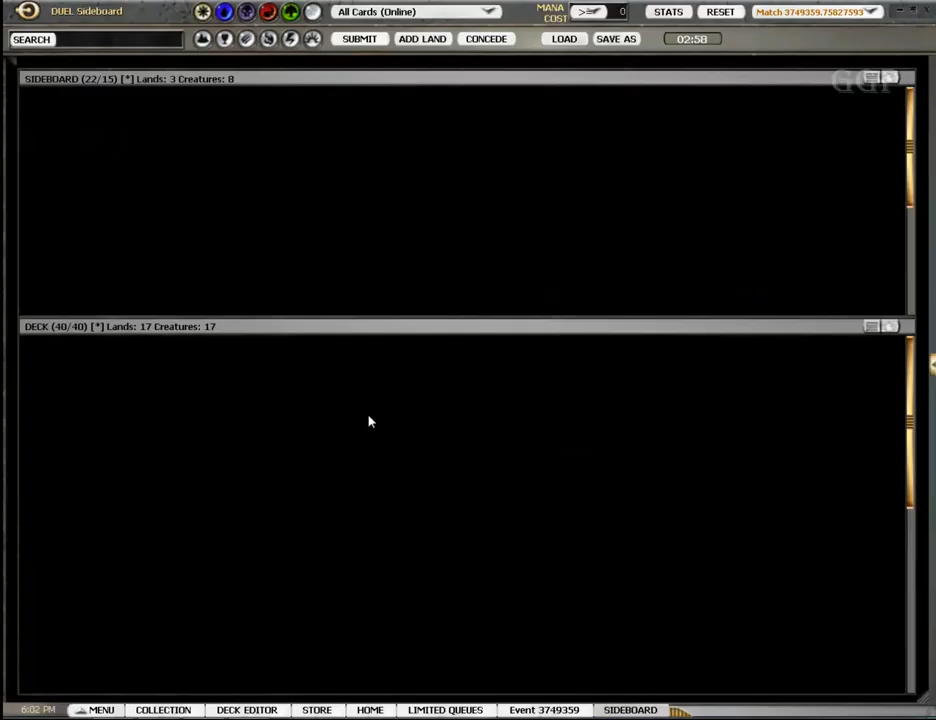 DUEL Sideboard
All Cards (Online)
MANA COST
0
STATS
RESET
Match 3749359.75827593
SEARCH
SUBMIT
ADD LAND
CONCEDE
LOAD
SAVE AS
02:58
SIDEBOARD (22/15) [*] Lands: 3 Creatures: 8
GGP
DECK (40/40) [*] Lands: 17 Creatures: 17
6:02 PM
MENU
COLLECTION
DECK EDITOR
STORE
HOME
LIMITED QUEUES
Event 3749359
SIDEBOARD